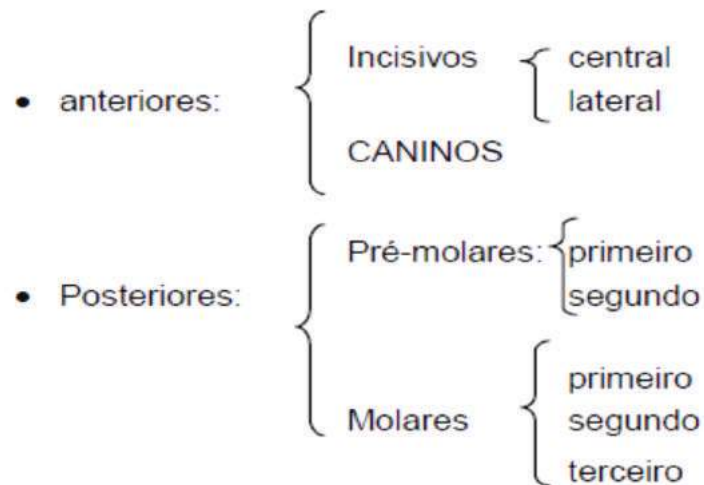 Incisivos central
• anteriores: lateral
CANINOS
Pré-molares: primeiro
• Posteriores: segundo
primeiro
Molares segundo
terceiro